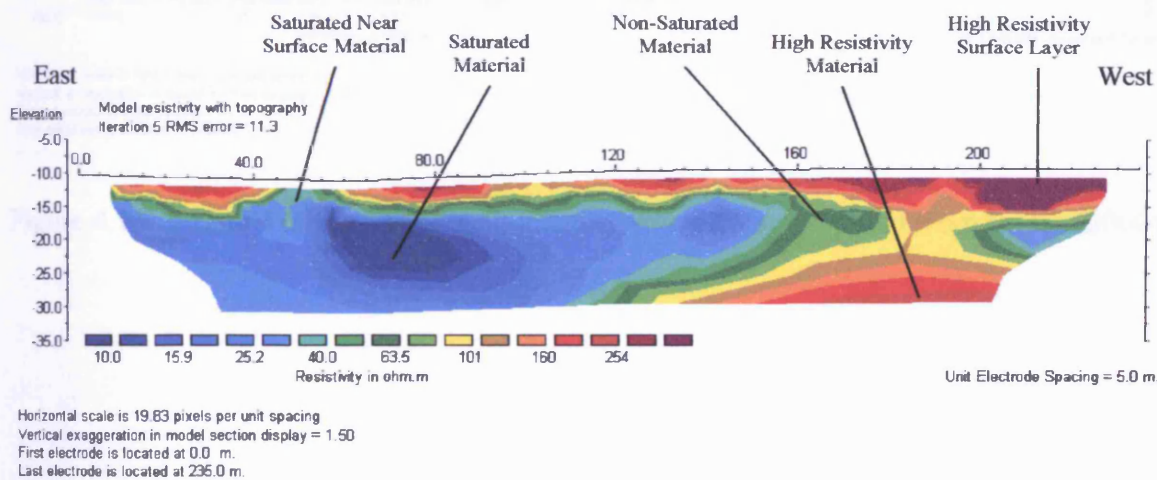 Saturated Near
Surface Material
Saturated
Material
Non-Saturated
Material
High Resistivity
Material
High Resistivity
Surface Layer
East
West
Elevation
Model resistivity with topography
Iteration 5 RMS error = 11.3
-5.0
-10.0
-15.0
-20.0
-25.0
-30.0
-35.0
0.0 40.0 80.0 120 160 200
10.0 15.9 25.2 40.0 63.5 101 160 254
Resistivity in ohm.m
Unit Electrode Spacing = 5.0 m.
Horizontal scale is 19.83 pixels per unit spacing
Vertical exaggeration in model section display = 1.50
First electrode is located at 0.0 m.
Last electrode is located at 235.0 m.